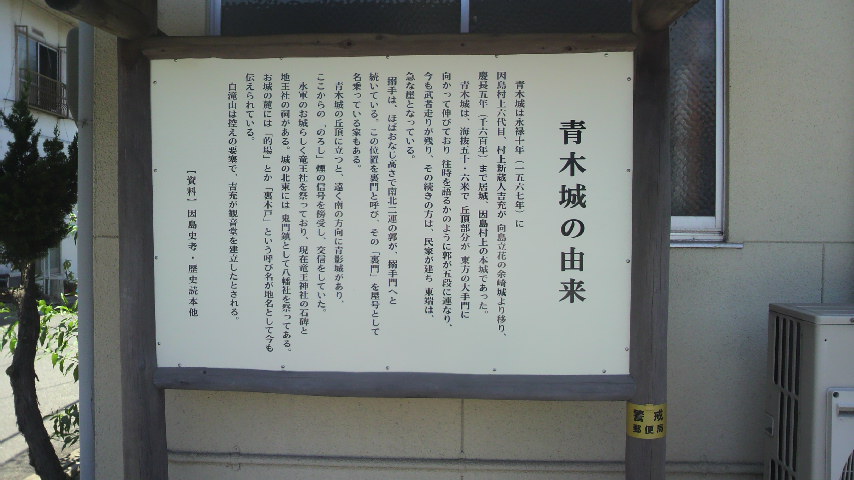 青木城の由来
青木城は永禄十年(一五六七年)に
因島村上六代目、村上新蔵人吉充が、向島立花の余崎城より移り、
慶長五年(千六百年)まで居城、因島村上の本城であった。
青木城は、海抜五十・六米で、丘頂部分が、東方の大手門に
向かって伸びており、往時を語るかのように郭が五段に連なり、
今も武者走りが残り、その続きの方は、民家が建ち、東端は、
急な崖となっている。
搦手は、ほぼおなじ高さで南北二連の郭が、搦手門へと
続いている。この位置を裏門と呼び、その「裏門」を屋号として
名乗っている家もある。
青木城の丘頂に立つと、遠く南の方向に青影城があり、
ここからの、「のろし」煙の信号を傍受し、交信をしていた。
水軍のお城らしく竜王社を祭っており、現在竜王神社の石碑と
地王社の祠がある。城の北東には、鬼門鎮として八幡社を祭ってある。
お城の麓には「的場」とか「裏木戸」という呼び名が地名として今も
伝えられている。
白滝山は控えの要塞で、吉充が観音堂を建立したとされる。
【資料】因島史考・歴史読本他
警戒
郵便局